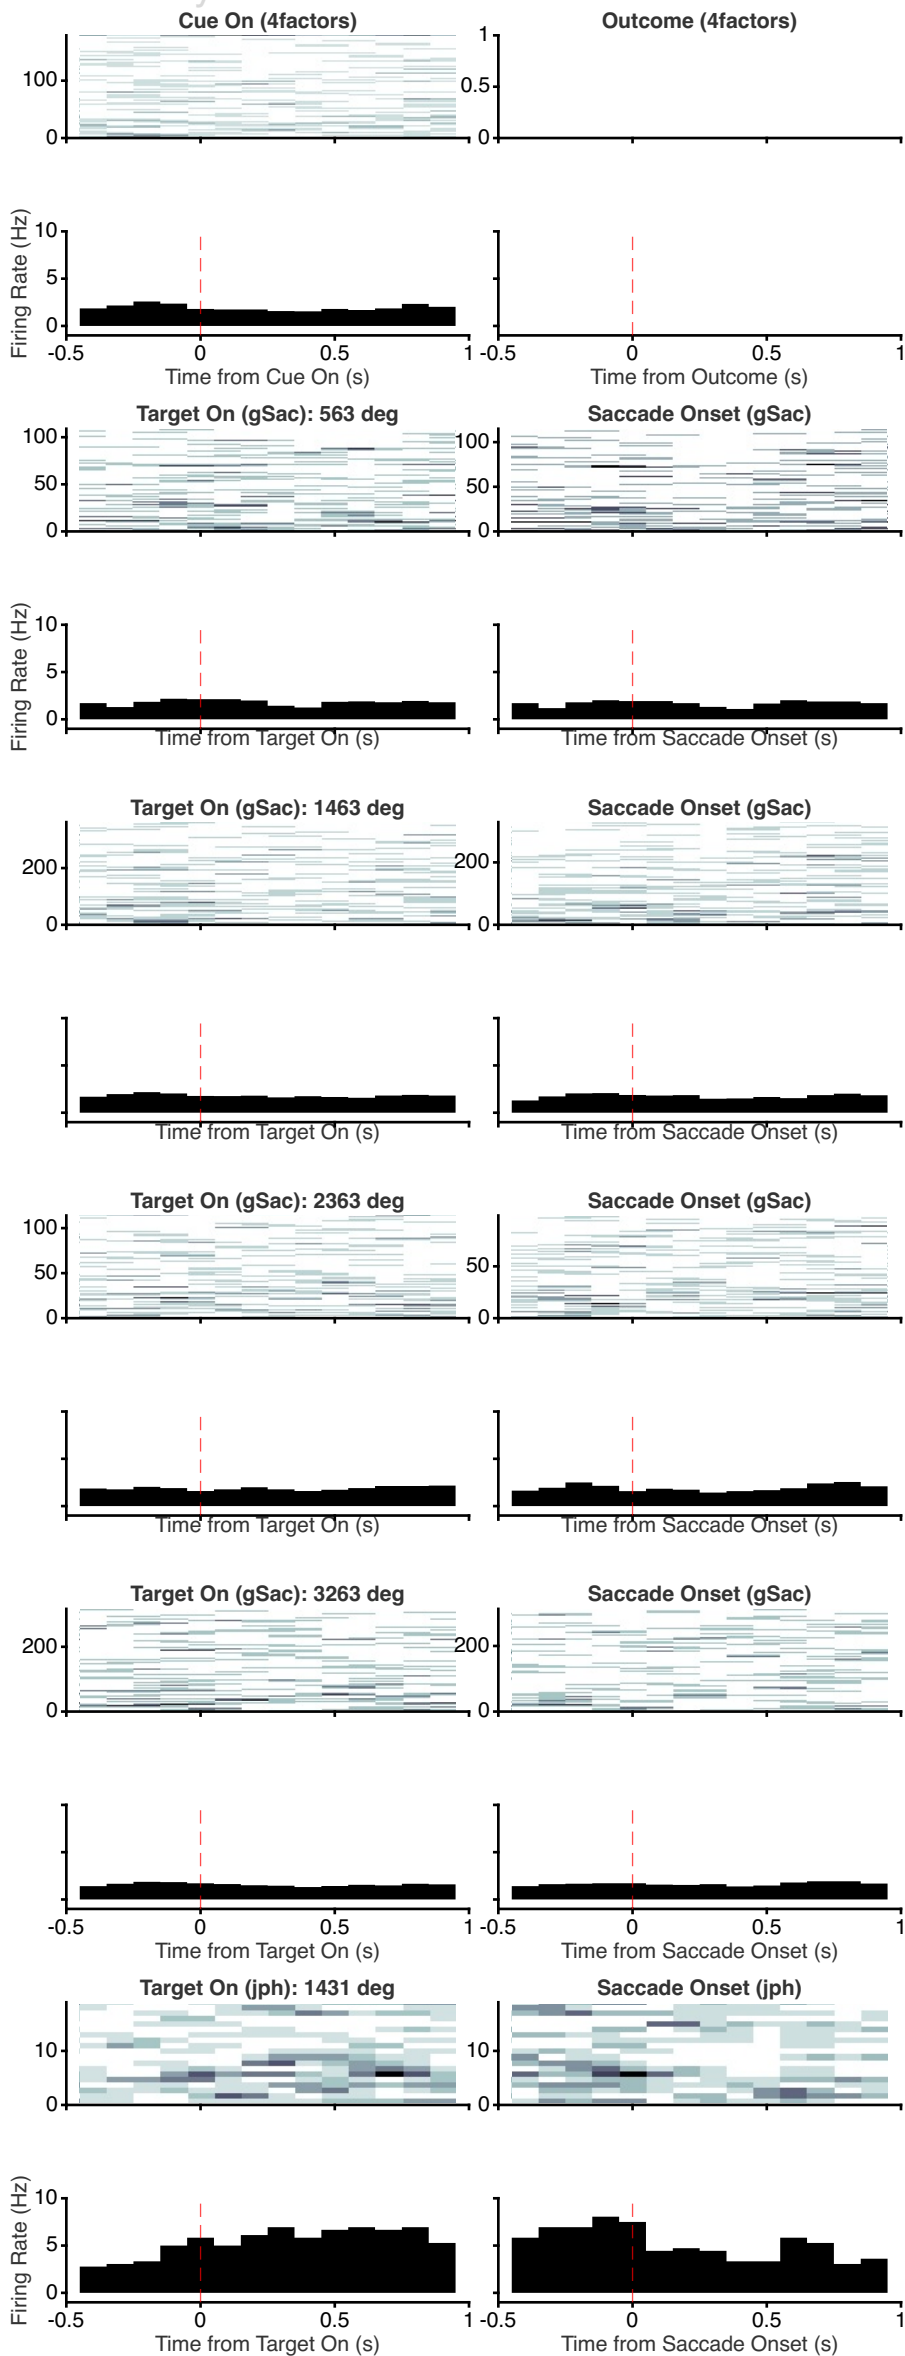 Cue On (4factors) Outcome (4factors)
100 0 1 0.5 0
Firing Rate (Hz)
10 5 0
-0.5 0 0.5 1 -0.5 0 0.5 1
Time from Cue On (s) Time from Outcome (s)
Target On (gSac): 563 deg Saccade Onset (gSac)
100 50 0 100 50 0
Firing Rate (Hz)
10 5 0
Time from Target On (s) Time from Saccade Onset (s)
Target On (gSac): 1463 deg Saccade Onset (gSac)
200 0 200 0
Time from Target On (s) Time from Saccade Onset (s)
Target On (gSac): 2363 deg Saccade Onset (gSac)
100 50 0 50 0
Time from Target On (s) Time from Saccade Onset (s)
Target On (gSac): 3263 deg Saccade Onset (gSac)
200 0 200 0
-0.5 0 0.5 1 -0.5 0 0.5 1
Time from Target On (s) Time from Saccade Onset (s)
Target On (jph): 1431 deg Saccade Onset (jph)
10 0 10 0
Firing Rate (Hz)
10 5 0
-0.5 0 0.5 1 -0.5 0 0.5 1
Time from Target On (s) Time from Saccade Onset (s)